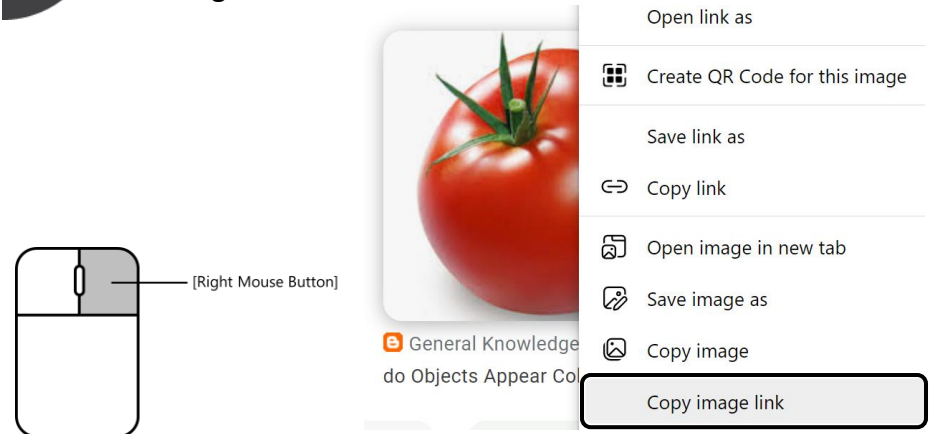 Open link as
Create QR Code for this image
Save link as
Copy link
Open image in new tab
[Right Mouse Button]
Save image as
General Knowledge
Copy image
do Objects Appear
Copy image link